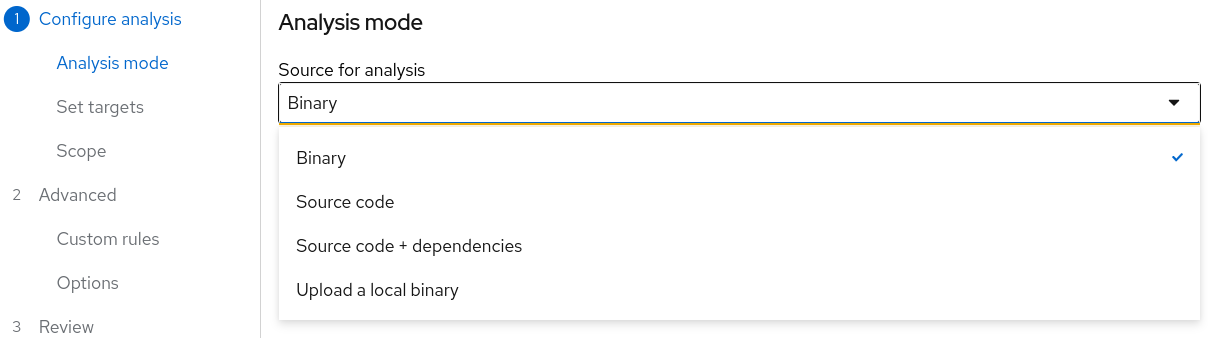 1 Configure analysis
Analysis mode
Set targets
Scope
2 Advanced
Custom rules
Options
3 Review
Analysis mode
Source for analysis
Binary
Binary
Source code
Source code + dependencies
Upload a local binary